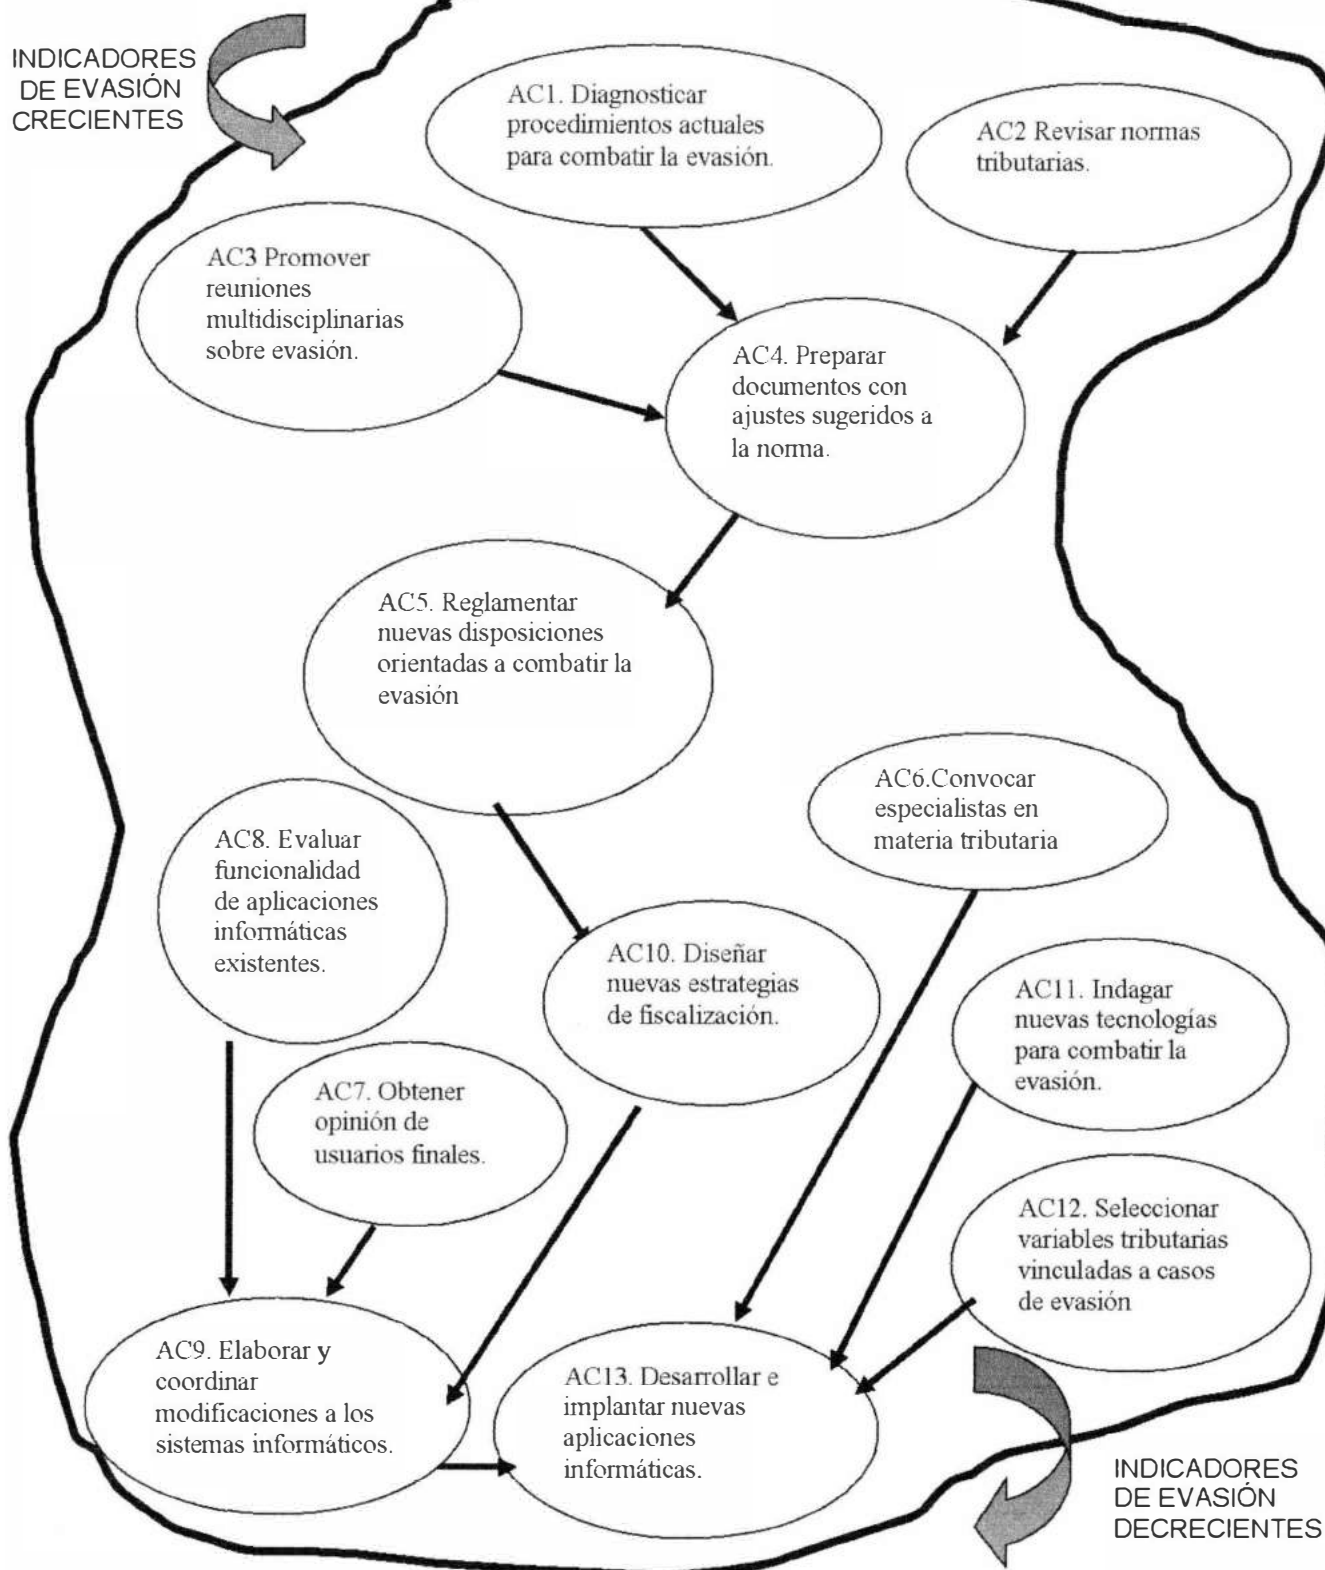 INDICADORES
DE EVASIÓN
CRECIENTES
AC1. Diagnosticar
procedimientos actuales
para combatir la evasión.
AC2 Revisar normas
tributarias.
AC3 Promover
reuniones
multidisciplinarias
sobre evasión.
AC4. Preparar
documentos con
ajustes sugeridos a
la norma.
AC5. Reglamentar
nuevas disposiciones
orientadas a combatir la
evasión
AC6.Convocar
especialistas en
materia tributaria
AC8. Evaluar
funcionalidad
de aplicaciones
informáticas
existentes.
AC10. Diseñar
nuevas estrategias
de fiscalización.
AC11. Indagar
nuevas tecnologías
para combatir la
evasión.
AC7. Obtener
opinión de
usuarios finales.
AC12. Seleccionar
variables tributarias
vinculadas a casos
de evasión
AC9. Elaborar y
coordinar
modificaciones a los
sistemas informáticos.
AC13. Desarrollar e
implantar nuevas
aplicaciones
informáticas.
INDICADORES
DE EVASIÓN
DECRECIENTES